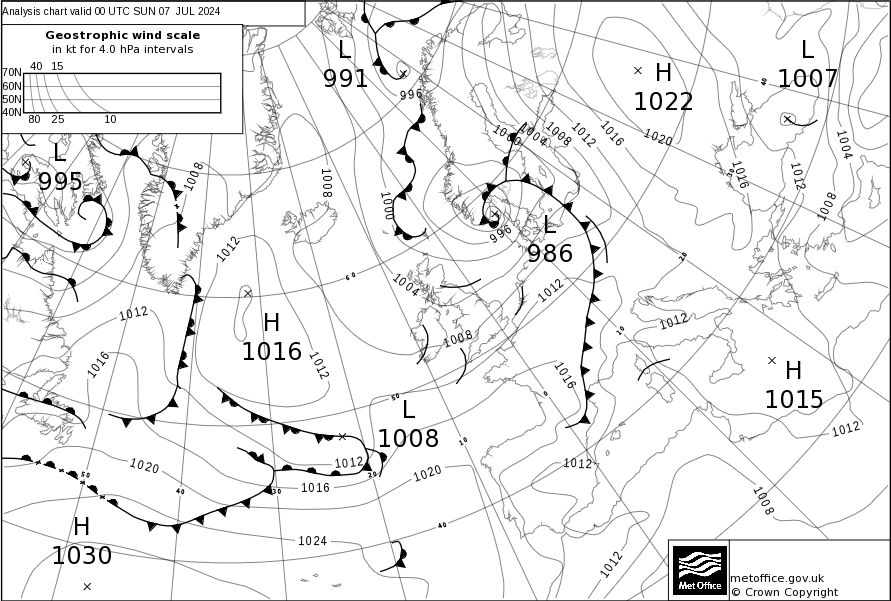 Analysis chart valid 00 UTC SUN 07 JUL 2024
Geostrophic wind scale
in kt for 4.0 hPa intervals
40 15
70N
60N
50N
40N
80 25 10
L
991
996
H
1022
L
1007
40
1000
1004
1008
1012
1016
1020
1004
L
995
1008
1008
1000
1016
30
1012
1008
996
L
986
1012
20
60
1004
1012
1012
H
1016
1008
1012
10
1016
1012
1016
H
1015
50
0
L
1008
1012
10
1020
50
1012
1020
20
1012
1016
40
30
1008
40
H
1030
1024
1012
Met Office
metoffice.gov.uk
© Crown Copyright